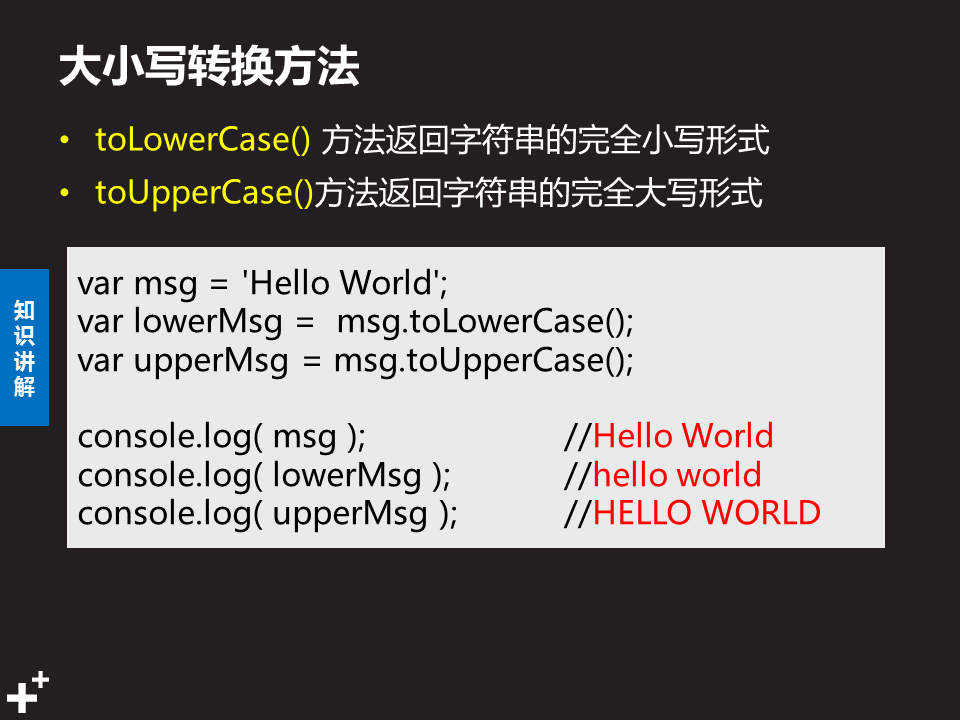 大小写转换方法
• toLowerCase() 方法返回字符串的完全小写形式
• toUpperCase()方法返回字符串的完全大写形式
知识讲解
var msg = 'Hello World';
var lowerMsg =  msg.toLowerCase();
var upperMsg = msg.toUpperCase();
console.log( msg ); //Hello World
console.log( lowerMsg ); //hello world
console.log( upperMsg ); //HELLO WORLD